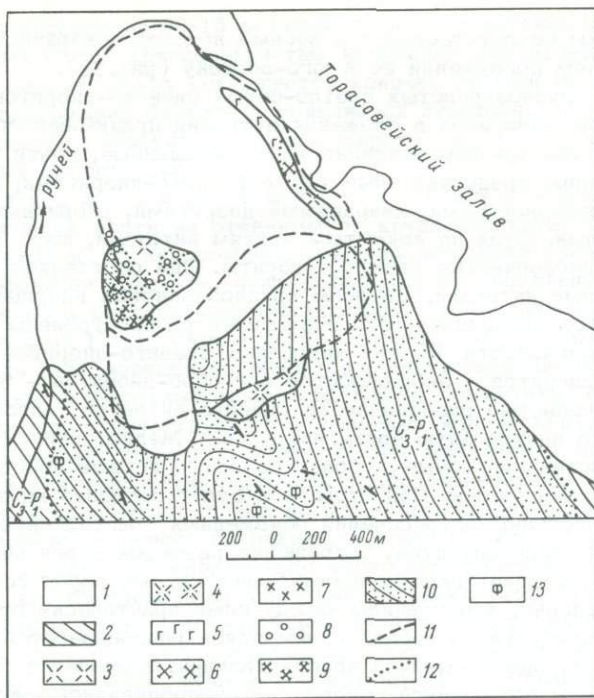 Торасовейский залив
ручей
Г Г Г
C₃-P₁
C₃-P₁
200 0 200 400 м
1 4 7 10 13
2 5 8 11
3 6 9 12